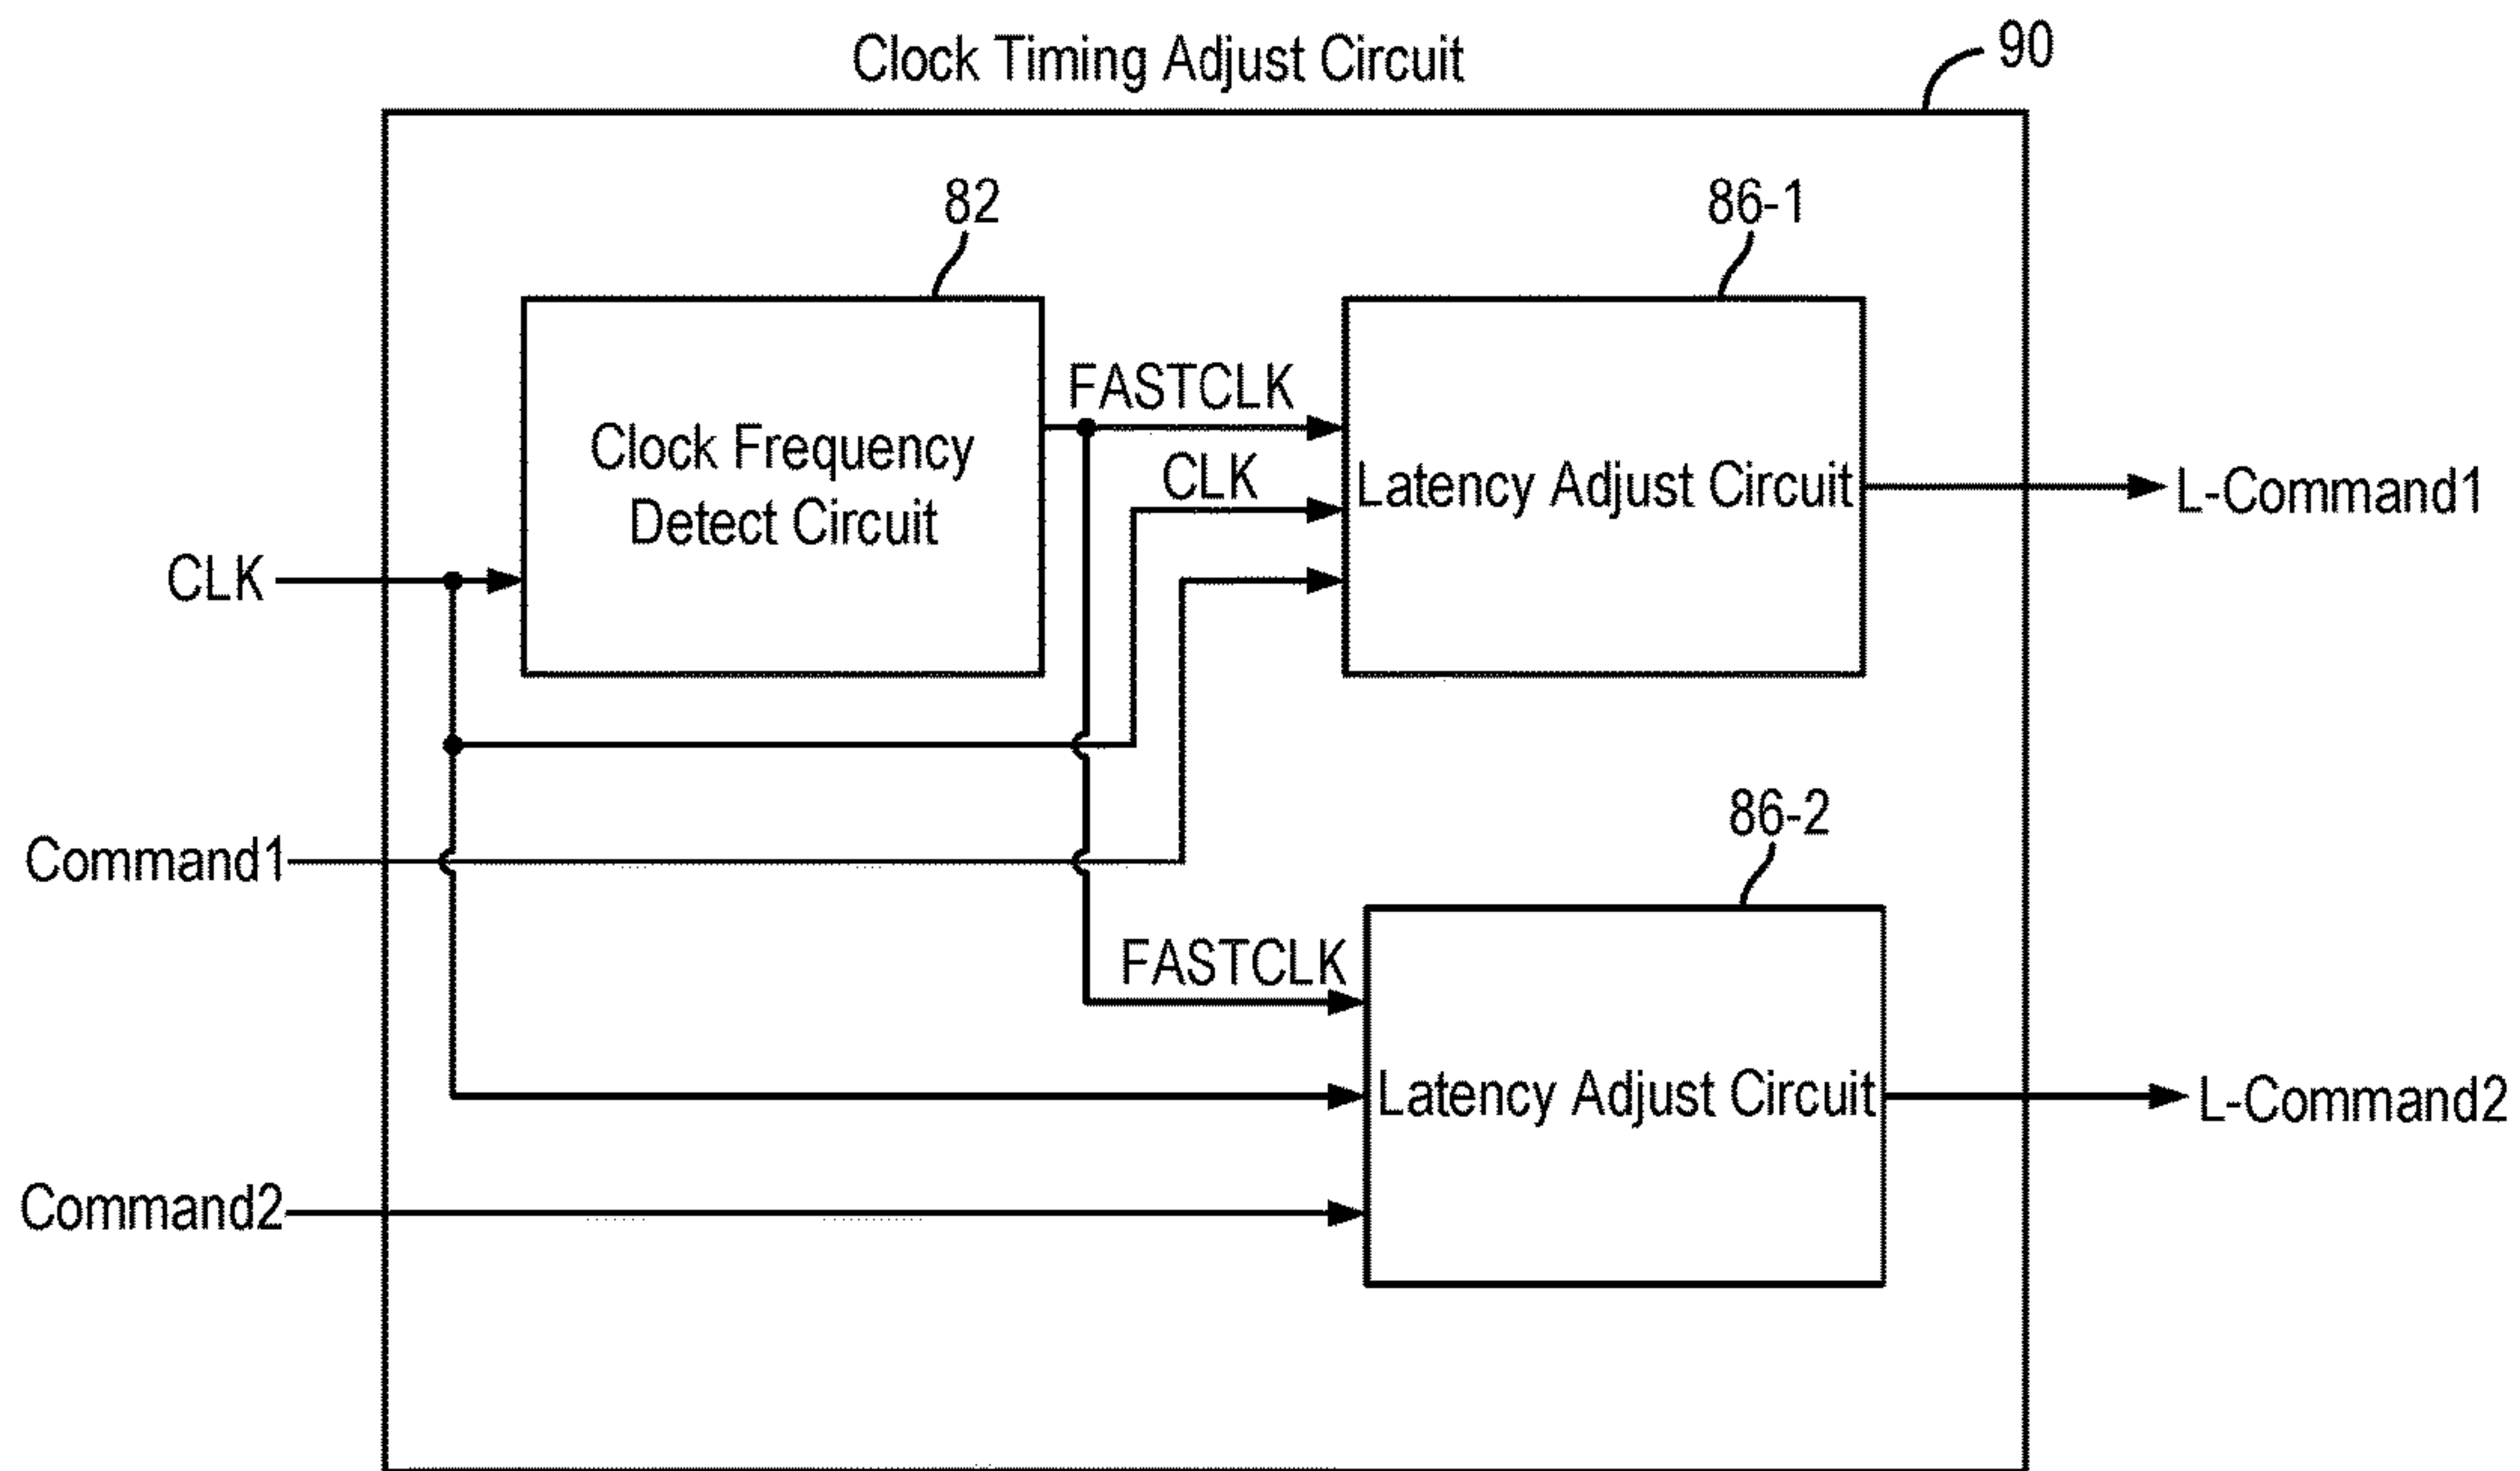 Clock Timing Adjust Circuit
90
82
86-1
Clock Frequency
Detect Circuit
FASTCLK
CLK
Latency Adjust Circuit
L-Command1
CLK
Command1
86-2
FASTCLK
Latency Adjust Circuit
L-Command2
Command2